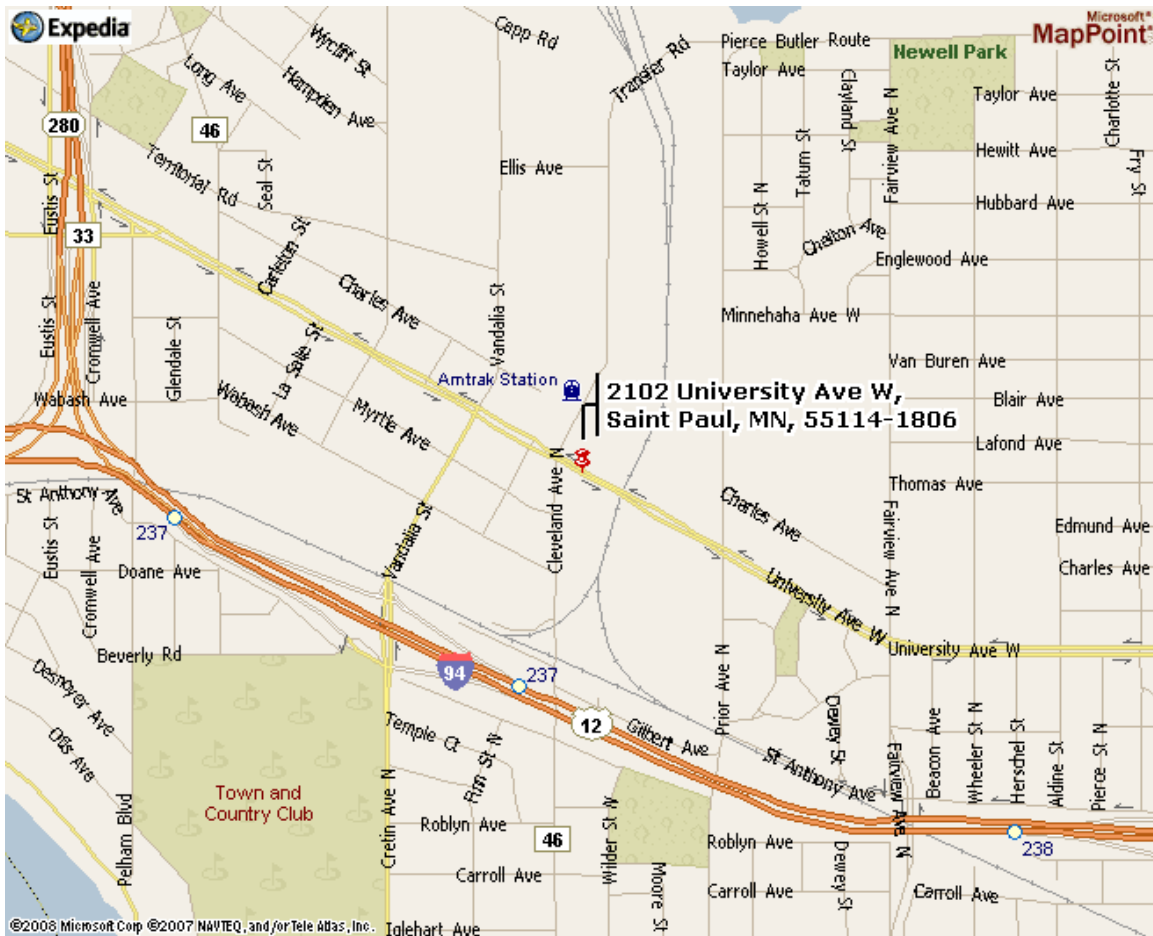 Expedia
Microsoft®
MapPoint®
Capp Rd
Wycliff St
Transfer Rd
Pierce Butler Route
Newell Park
Long Ave
Hampden Ave
Taylor Ave
Clayland St
Fairview Ave N
Taylor Ave
Charlotte St
280
46
Tatum St
Hewitt Ave
Territorial Rd
Seal St
Ellis Ave
Fry St
Eustis St
Howell St N
Hubbard Ave
33
Carleton St
Chelton Ave
Englewood Ave
Charles Ave
Vandalia St
Eustis St
Cromwell Ave
Glendale St
La Salle St
Minnehaha Ave W
Van Buren Ave
Amtrak Station
Wabash Ave
Wabash Ave
Myrtle Ave
2102 University Ave W,
Saint Paul, MN, 55114-1806
Blair Ave
Lafond Ave
Thomas Ave
St Anthony Ave
Cleveland Ave N
Charles Ave
237
Vandalia St
Fairview Ave N
Edmund Ave
Eustis St
Cromwell Ave
Doane Ave
Charles Ave
University Ave W
University Ave W
Beverly Rd
94
237
Prior Ave N
Desnoyer Ave
Otis Ave
Temple Ct
12
Gilbert Ave
Dewey St
St Anthony Ave
Fairview Ave N
Beacon Ave
Wheeler St N
Herschel St
Aldine St
Pierce St N
Town and
Country Club
Pelham Blvd
Cretin Ave N
Finn St N
Roblyn Ave
46
Wilder St N
Roblyn Ave
238
Carroll Ave
Moore St
Carroll Ave
Dewey St
Carroll Ave
Iglehart Ave
©2008 Microsoft Corp ©2007 NAVTEQ, and/or Tele Atlas, Inc.